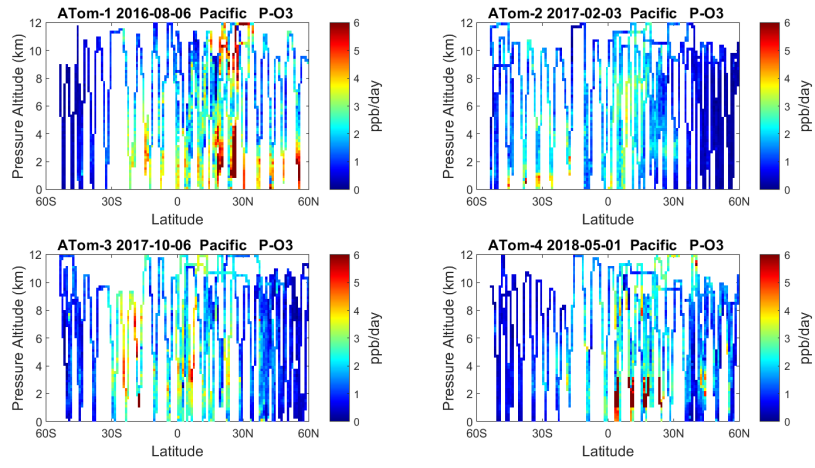 ATom-1 2016-08-06 Pacific P-O3
12
10
8
6
4
2
0
Pressure Altitude (km)
60S 30S 0 30N 60N
Latitude
6
5
4
3
2
1
0
ppb/day
ATom-2 2017-02-03 Pacific P-O3
12
10
8
6
4
2
0
Pressure Altitude (km)
60S 30S 0 30N 60N
Latitude
6
5
4
3
2
1
0
ppb/day
ATom-3 2017-10-06 Pacific P-O3
12
10
8
6
4
2
0
Pressure Altitude (km)
60S 30S 0 30N 60N
Latitude
6
5
4
3
2
1
0
ppb/day
ATom-4 2018-05-01 Pacific P-O3
12
10
8
6
4
2
0
Pressure Altitude (km)
60S 30S 0 30N 60N
Latitude
6
5
4
3
2
1
0
ppb/day